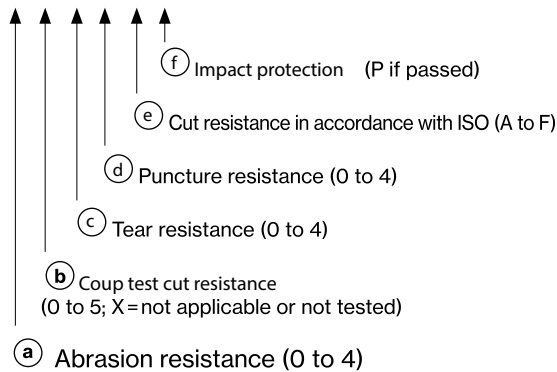 f Impact protection (P if passed)
e Cut resistance in accordance with ISO (A to F)
d Puncture resistance (0 to 4)
c Tear resistance (0 to 4)
b Coup test cut resistance
(0 to 5; X=not applicable or not tested)
a Abrasion resistance (0 to 4)